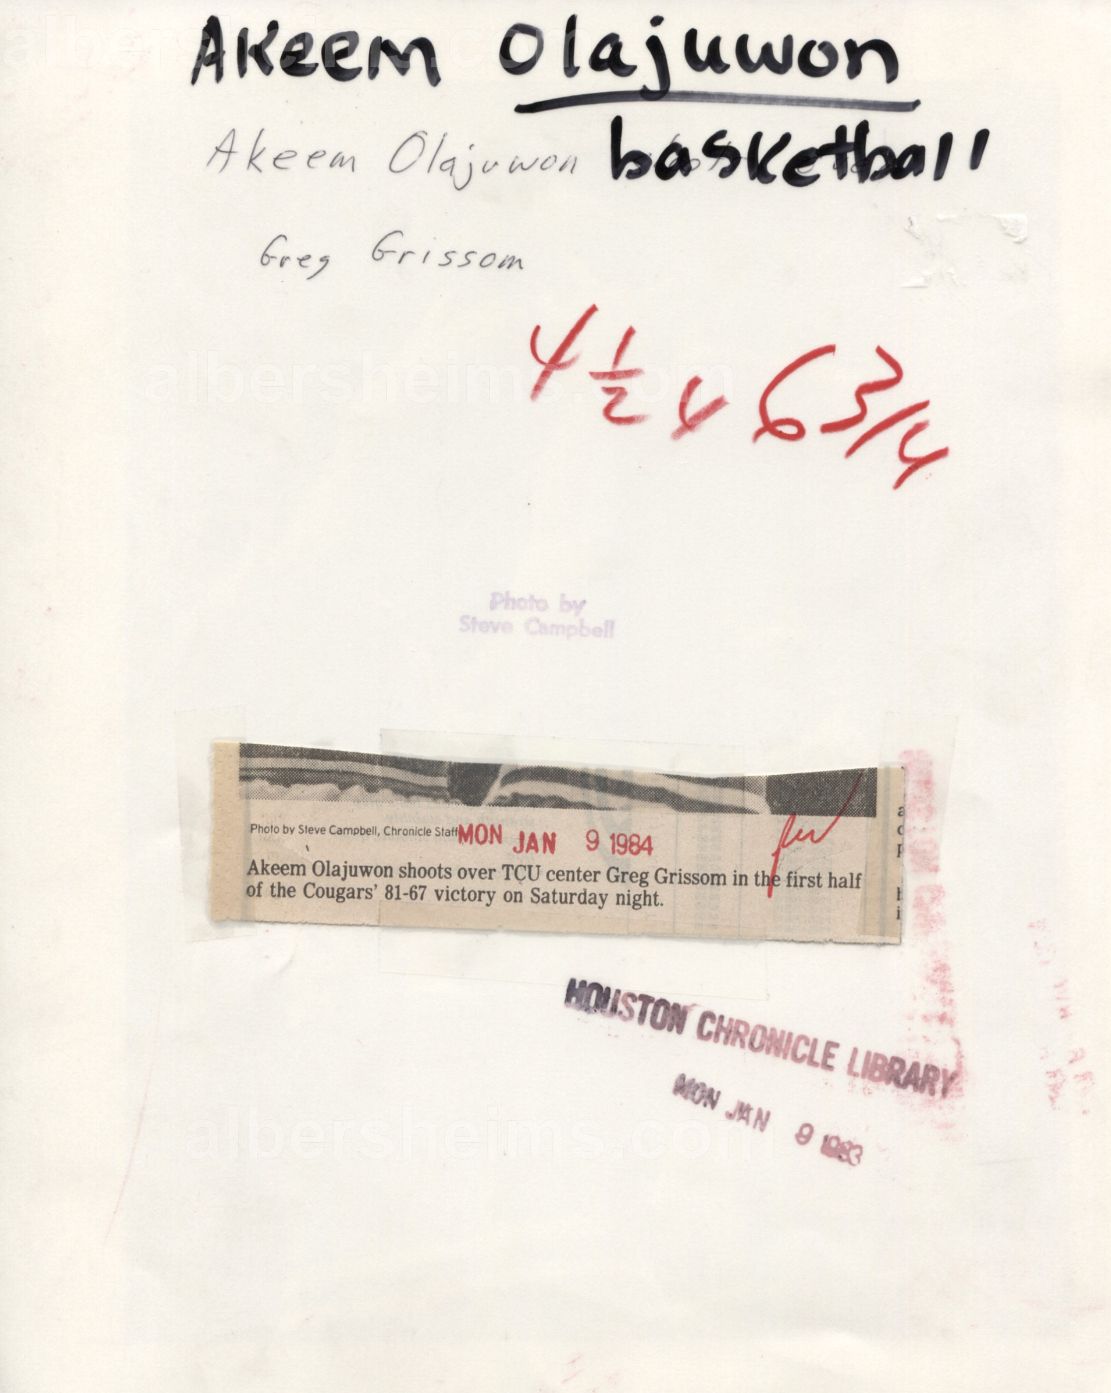 Akeem Olajuwon
Akeem Olajuwon basketball
Greg Grissom
4 1/2 x 6 3/4
Photo by
Steve Campbell
Photo by Steve Campbell, Chronicle Staff MON JAN 9 1984
Akeem Olajuwon shoots over TCU center Greg Grissom in the first half
of the Cougars' 81-67 victory on Saturday night.
HOUSTON CHRONICLE LIBRARY
MON JAN 9 1983
albersheims.com
albersheims.com
albersheims.com